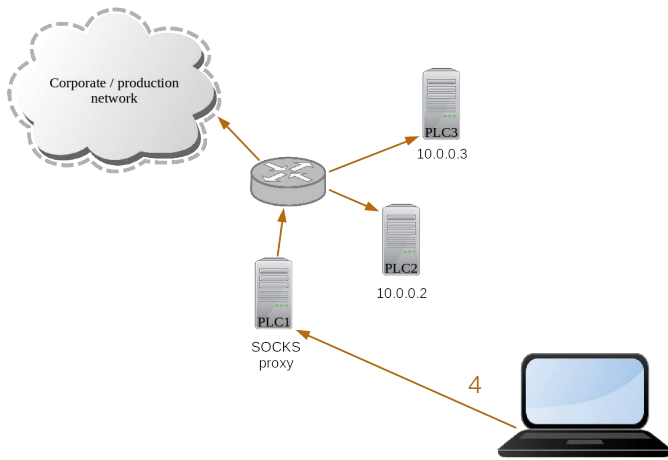 Corporate / production
network
PLC3
10.0.0.3
PLC2
10.0.0.2
PLC1
SOCKS
proxy
4